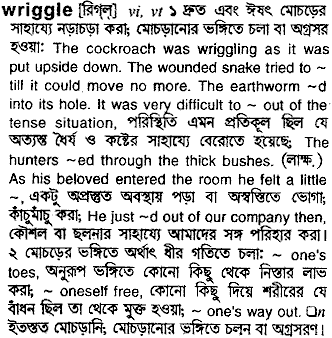 wriggle [রিগ্‌ল্] vi, vt ১ দ্রুত এবং ঈষৎ মোচড়ের
সাহায্যে নড়াচড়া করা; মোচড়ানোর ভঙ্গিতে চলা বা অগ্রসর
হওয়া: The cockroach was wriggling as it was
put upside down. The wounded snake tried to ~
till it could move no more. The earthworm ~d
into its hole. It was very difficult to ~ out of the
tense situation, পরিস্থিতি এমন প্রতিকূল ছিল যে
অত্যন্ত ধৈর্য ও কষ্টের সাহায্যে বেরোতে হয়েছে; The
hunters ~ed through the thick bushes. (লাক্ষ.)
As his beloved entered the room he felt a little
~, একটু অপ্রস্তুত অবস্থায় পড়া বা অস্বস্তিতে ভোগা;
কাঁচুমাঁচু করা; He just ~d out of our company then,
কৌশল বা ছলনার সাহায্যে আমাদের সঙ্গ পরিহার করা।
২ মোচড়ের ভঙ্গিতে অর্থাৎ ধীর গতিতে চলা: ~ one's
toes, অনুরূপ ভঙ্গিতে কোনো কিছু থেকে নিস্তার লাভ
করা; ~ oneself free, কোনো কিছু দিয়ে শরীরের যে
বাঁধন ছিল তা থেকে মুক্ত হওয়া; ~ one's way out. □n
ইতস্তত মোচড়ানি; মোচড়ানোর ভঙ্গিতে চলন বা অগ্রসরণ।